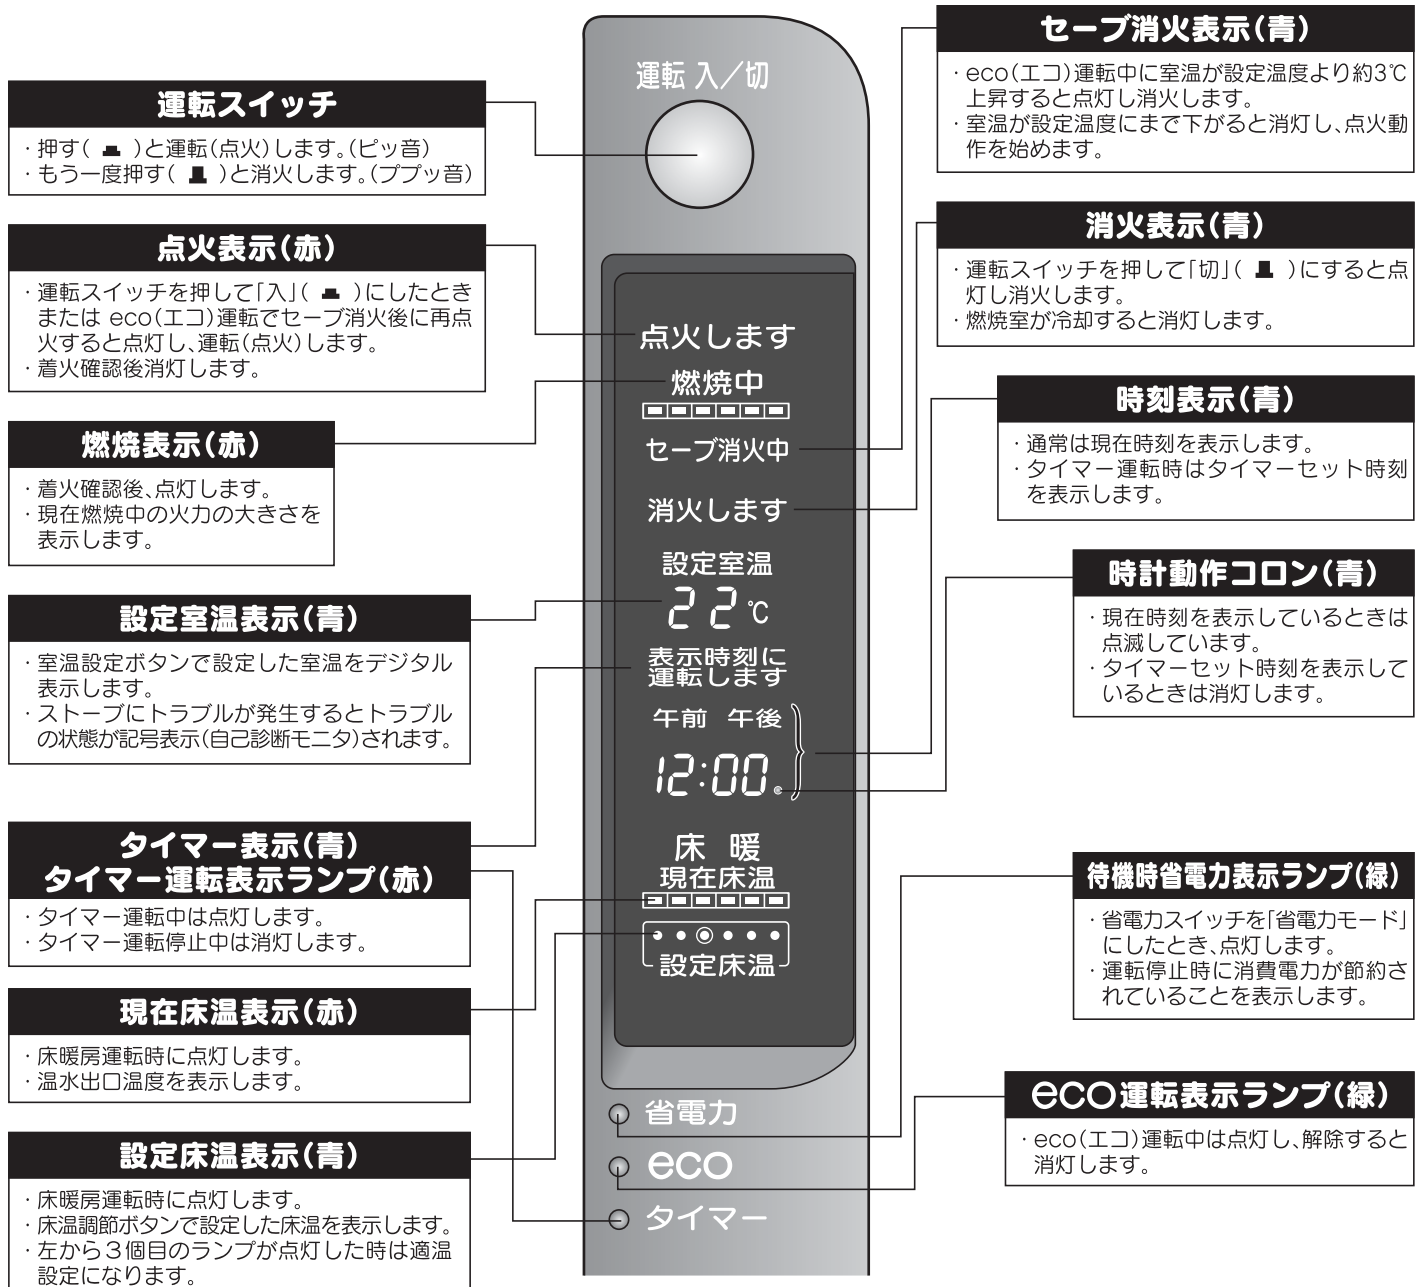 運転スイッチ
・押す( )と運転(点火)します。(ピッ音)
・もう一度押す( )と消火します。(ププッ音)
点火表示(赤)
・運転スイッチを押して「入」( )にしたとき
または eco(エコ)運転でセーブ消火後に再点
火すると点灯し、運転(点火)します。
・着火確認後消灯します。
燃焼表示(赤)
・着火確認後、点灯します。
・現在燃焼中の火力の大きさを
表示します。
設定室温表示(青)
・室温設定ボタンで設定した室温をデジタル
表示します。
・ストーブにトラブルが発生するとトラブル
の状態が記号表示(自己診断モニタ)されます。
タイマー表示(青)
タイマー運転表示ランプ(赤)
・タイマー運転中は点灯します。
・タイマー運転停止中は消灯します。
現在床温表示(赤)
・床暖房運転時に点灯します。
・温水出口温度を表示します。
設定床温表示(青)
・床暖房運転時に点灯します。
・床温調節ボタンで設定した床温を表示します。
・左から3個目のランプが点灯した時は適温
設定になります。
運転 入／切
点火します
燃焼中
セーブ消火中
消火します
設定室温
22℃
表示時刻に
運転します
午前 午後
12:00
床 暖
現在床温
設定床温
省電力
eco
タイマー
セーブ消火表示(青)
・eco(エコ)運転中に室温が設定温度より約3℃
上昇すると点灯し消火します。
・室温が設定温度にまで下がると消灯し、点火動
作を始めます。
消火表示(青)
・運転スイッチを押して「切」( )にすると点
灯し消火します。
・燃焼室が冷却すると消灯します。
時刻表示(青)
・通常は現在時刻を表示します。
・タイマー運転時はタイマーセット時刻
を表示します。
時計動作コロン(青)
・現在時刻を表示しているときは
点滅しています。
・タイマーセット時刻を表示して
いるときは消灯します。
待機時省電力表示ランプ(緑)
・省電力スイッチを「省電力モード」
にしたとき、点灯します。
・運転停止時に消費電力が節約さ
れていることを表示します。
eco運転表示ランプ(緑)
・eco(エコ)運転中は点灯し、解除すると
消灯します。